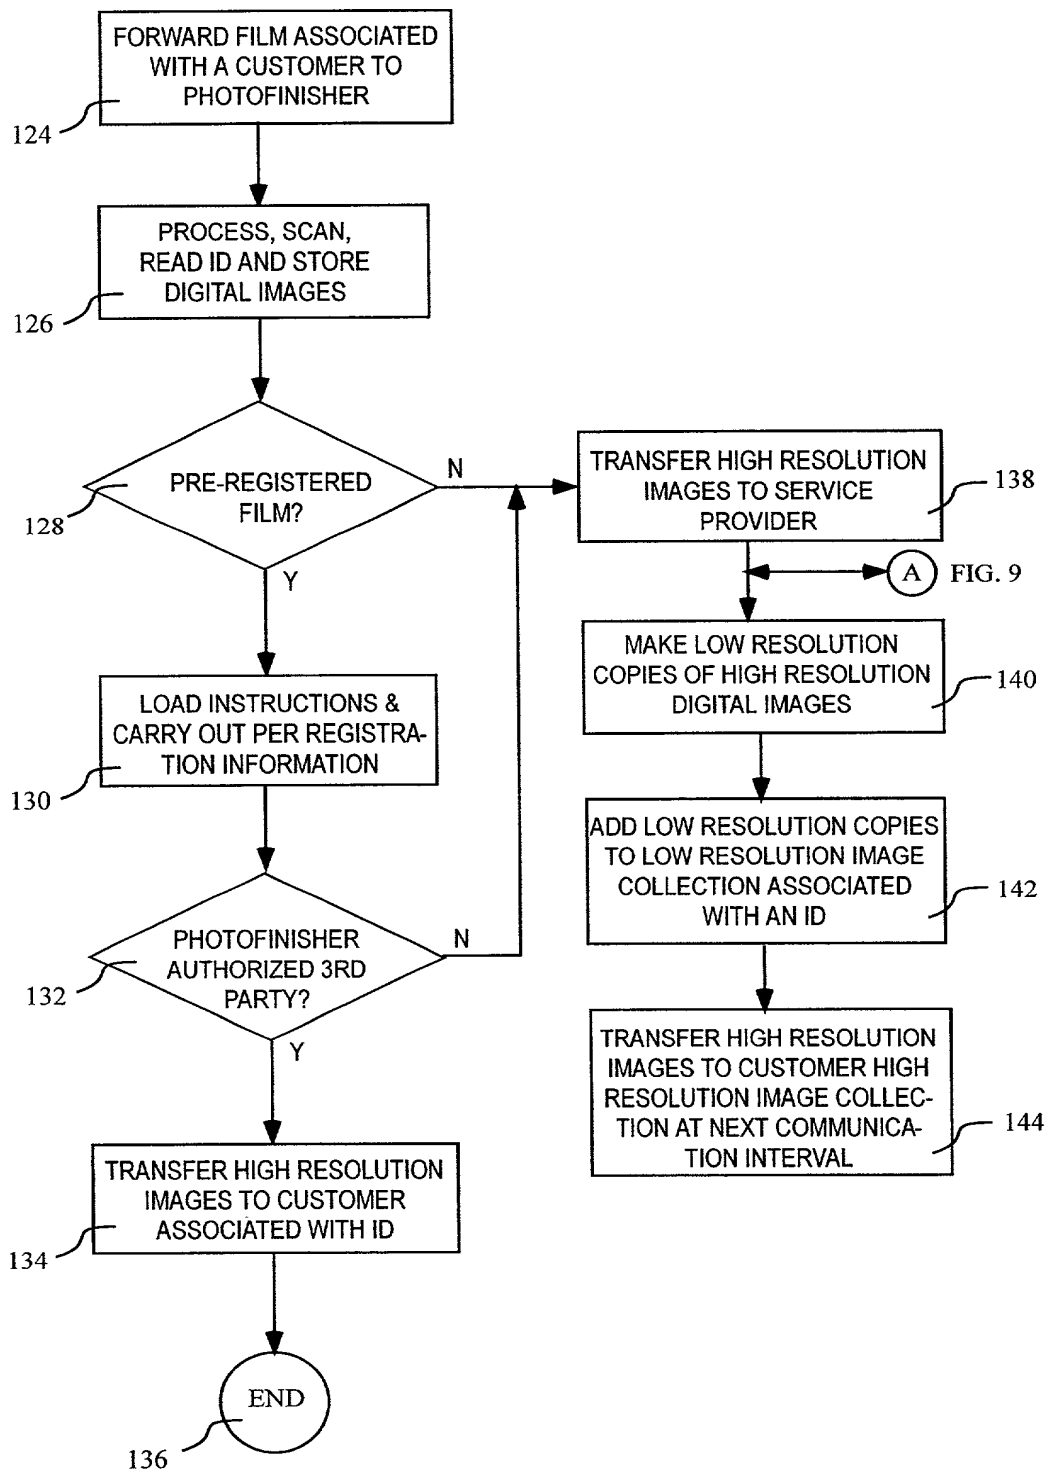 FORWARD FILM ASSOCIATED
WITH A CUSTOMER TO
PHOTOFINISHER
124
PROCESS, SCAN,
READ ID AND STORE
DIGITAL IMAGES
126
PRE-REGISTERED
FILM?
128
N
Y
LOAD INSTRUCTIONS &
CARRY OUT PER REGISTRA-
TION INFORMATION
130
PHOTOFINISHER
AUTHORIZED 3RD
PARTY?
132
N
Y
TRANSFER HIGH RESOLUTION
IMAGES TO CUSTOMER
ASSOCIATED WITH ID
134
END
136
TRANSFER HIGH RESOLUTION
IMAGES TO SERVICE
PROVIDER
138
A FIG. 9
MAKE LOW RESOLUTION
COPIES OF HIGH RESOLUTION
DIGITAL IMAGES
140
ADD LOW RESOLUTION COPIES
TO LOW RESOLUTION IMAGE
COLLECTION ASSOCIATED
WITH AN ID
142
TRANSFER HIGH RESOLUTION
IMAGES TO CUSTOMER HIGH
RESOLUTION IMAGE COLLEC-
TION AT NEXT COMMUNICA-
TION INTERVAL
144